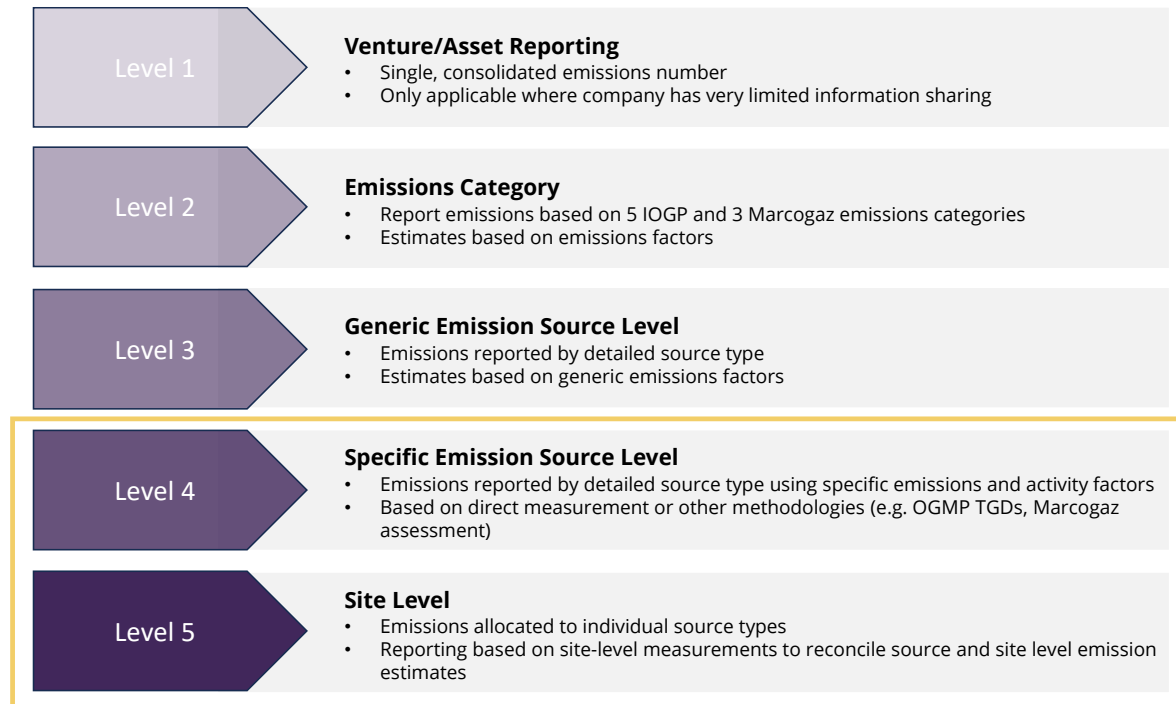 Level 1
Venture/Asset Reporting
• Single, consolidated emissions number
• Only applicable where company has very limited information sharing
Level 2
Emissions Category
• Report emissions based on 5 IOGP and 3 Marcogaz emissions categories
• Estimates based on emissions factors
Level 3
Generic Emission Source Level
• Emissions reported by detailed source type
• Estimates based on generic emissions factors
Level 4
Specific Emission Source Level
• Emissions reported by detailed source type using specific emissions and activity factors
• Based on direct measurement or other methodologies (e.g. OGMP TGDs, Marcogaz
assessment)
Level 5
Site Level
• Emissions allocated to individual source types
• Reporting based on site-level measurements to reconcile source and site level emission
estimates